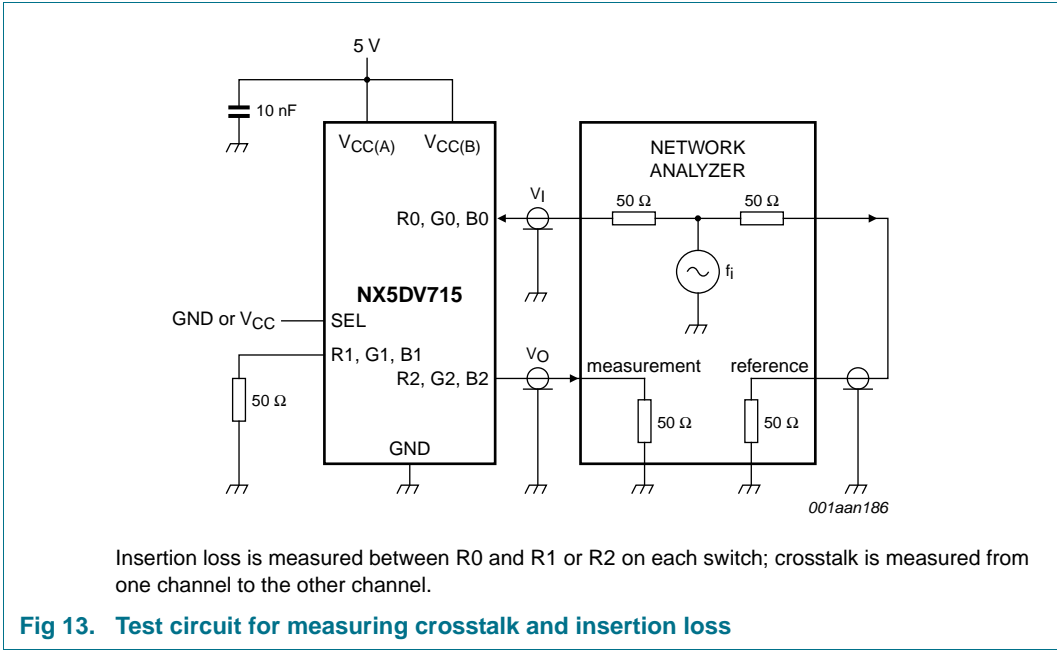 5 V
10 nF
VCC(A) VCC(B)
NETWORK
ANALYZER
50 Ω 50 Ω
VI
R0, G0, B0
fi
NX5DV715
GND or VCC
SEL
R1, G1, B1
VO
measurement reference
R2, G2, B2
50 Ω
50 Ω 50 Ω
GND
001aan186
Insertion loss is measured between R0 and R1 or R2 on each switch; crosstalk is measured from
one channel to the other channel.
Fig 13. Test circuit for measuring crosstalk and insertion loss